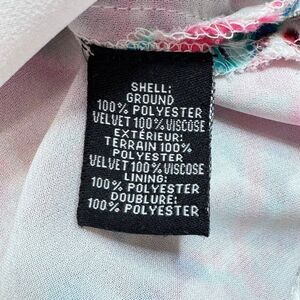 SHELL:
GROUND
100% POLYESTER
VELVET 100% VISCOSE
EXTÉRIEUR:
TERRAIN 100%
POLYESTER
VELVET 100% VISCOSE
LINING:
100% POLYESTER
DOUBLURE:
100% POLYESTER